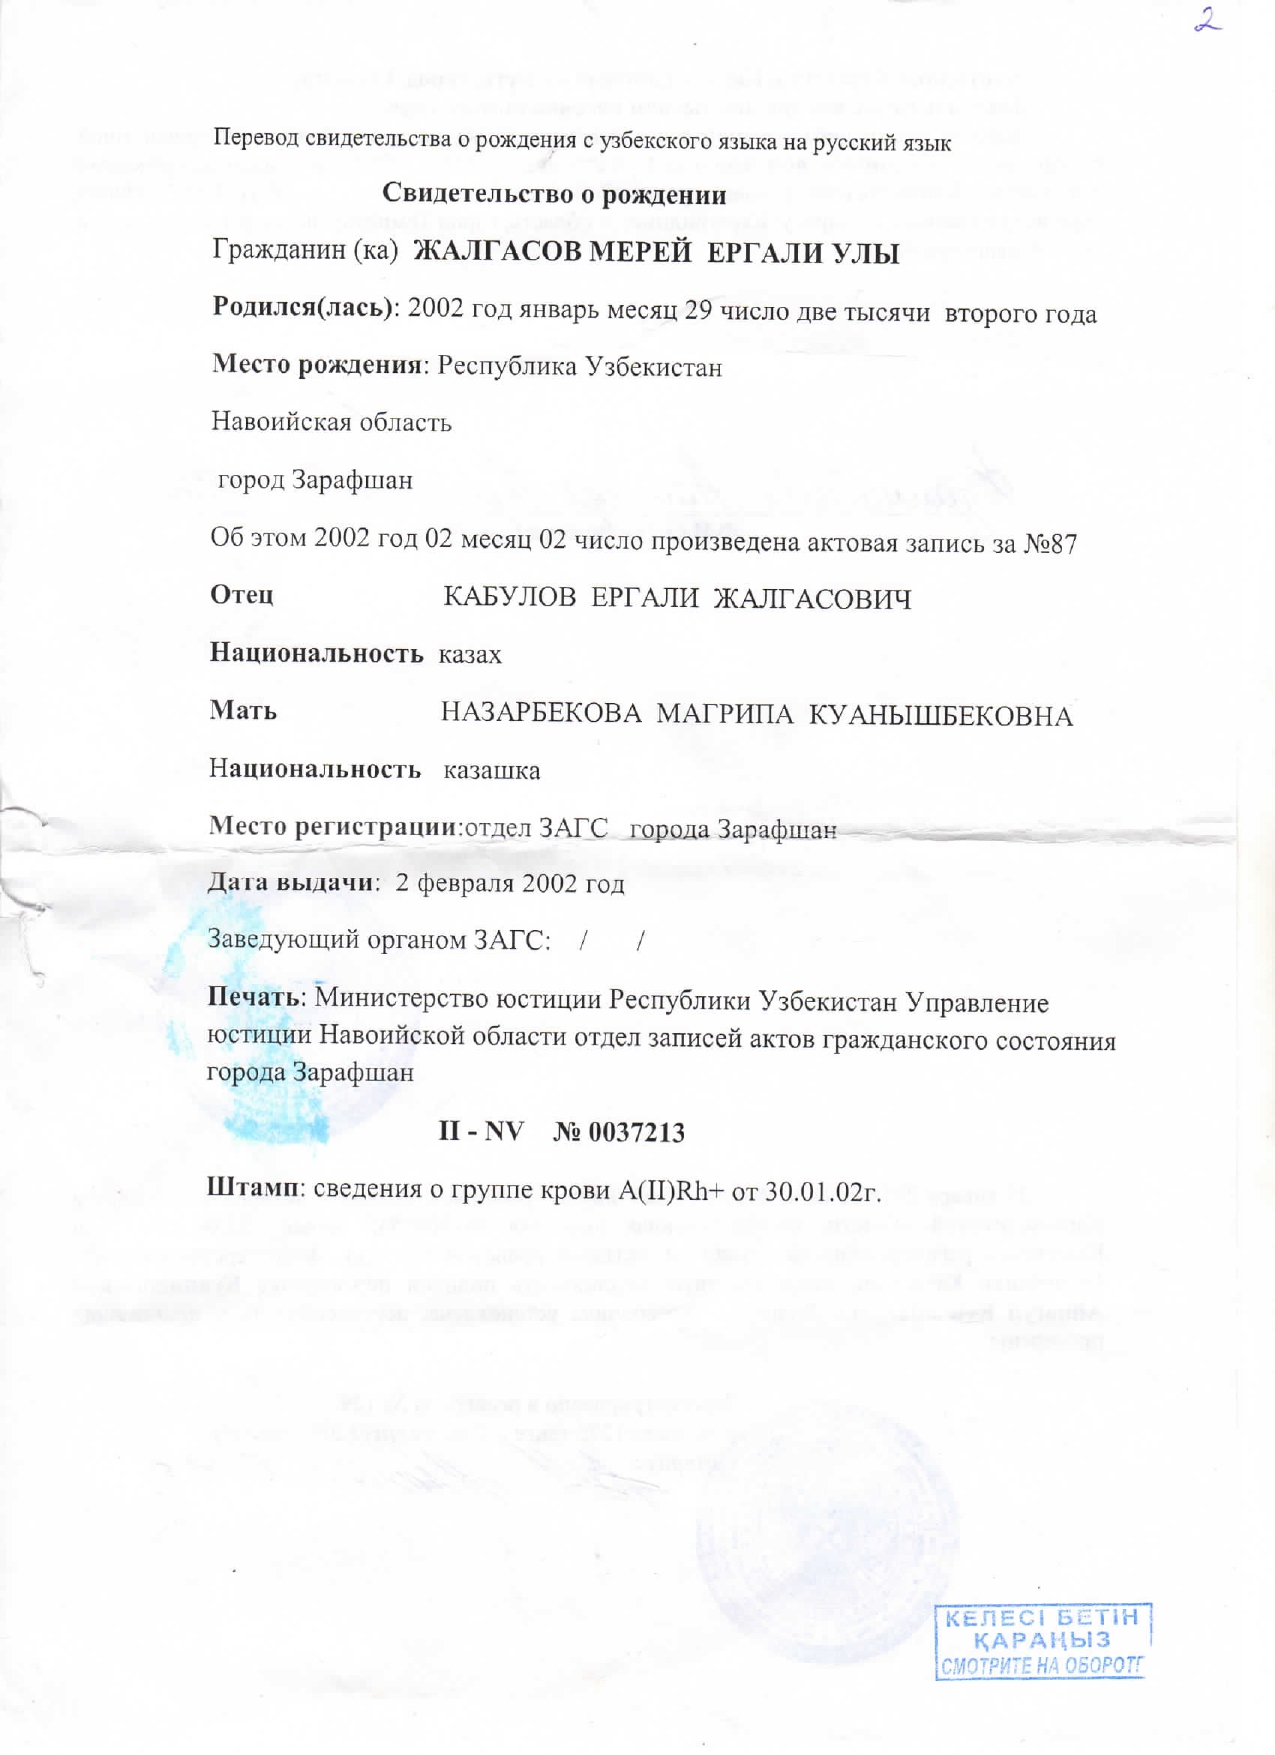 2
Перевод свидетельства о рождения с узбекского языка на русский язык
Свидетельство о рождении
Гражданин (ка) ЖАЛГАСОВ МЕРЕЙ ЕРГАЛИ УЛЫ
Родился(лась): 2002 год январь месяц 29 число две тысячи второго года
Место рождения: Республика Узбекистан
Навоийская область
город Зарафшан
Об этом 2002 год 02 месяц 02 число произведена актовая запись за №87
Отец КАБУЛОВ ЕРГАЛИ ЖАЛГАСОВИЧ
Национальность казах
Мать НАЗАРБЕКОВА МАГРИПА КУАНЫШБЕКОВНА
Национальность казашка
Место регистрации:отдел ЗАГС города Зарафшан
Дата выдачи: 2 февраля 2002 год
Заведующий органом ЗАГС: / /
Печать: Министерство юстиции Республики Узбекистан Управление
юстиции Навоийской области отдел записей актов гражданского состояния
города Зарафшан
II - NV № 0037213
Штамп: сведения о группе крови A(II)Rh+ от 30.01.02г.
КЕЛЕСІ БЕТІН
ҚАРАҢЫЗ
СМОТРИТЕ НА ОБОРОТЕ